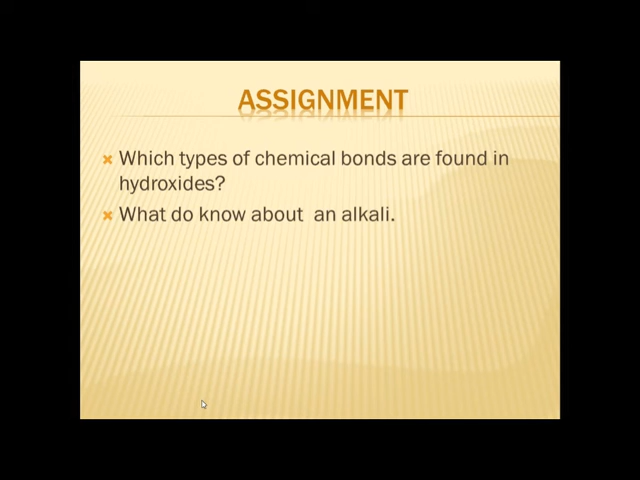 ASSIGNMENT
Which types of chemical bonds are found in
hydroxides?
What do know about  an alkali.